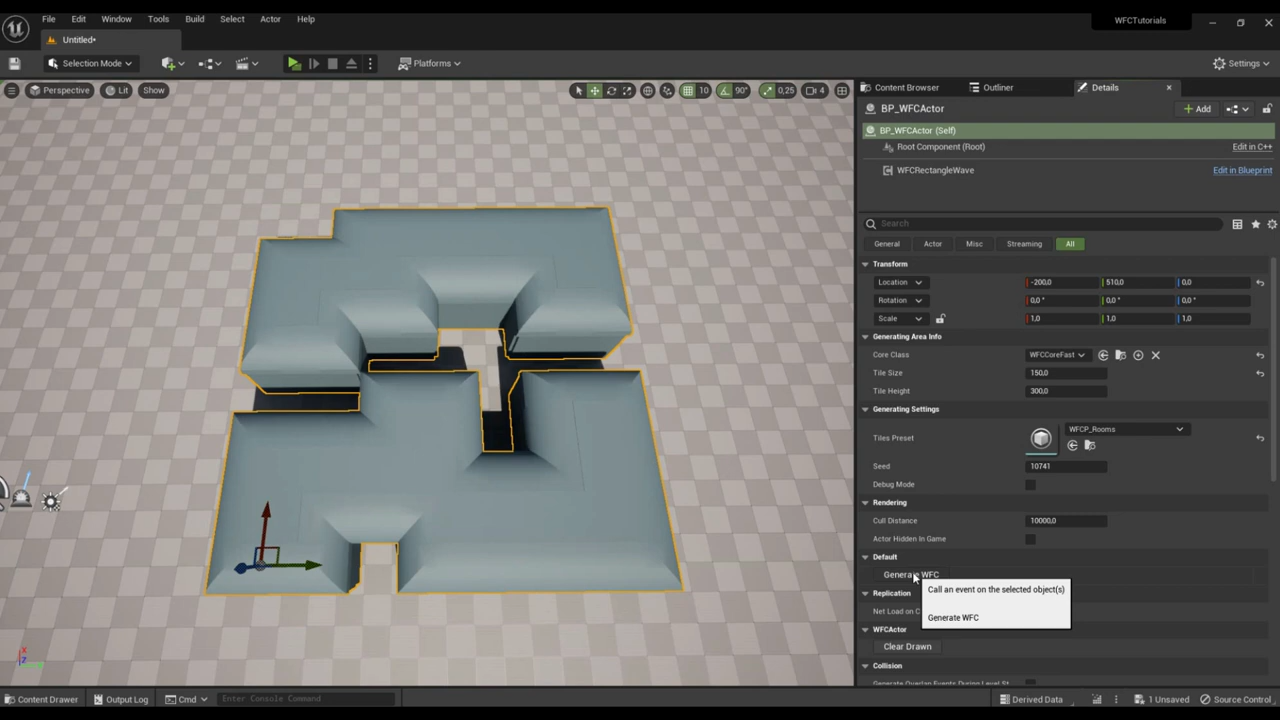 File Edit Window Tools Build Select Actor Help
WFCTutorials
Untitled*
Selection Mode
Platforms
Settings
Perspective Lit Show
10 90° 0,25 4
Content Browser Outliner Details
BP_WFCActor
+ Add
BP_WFCActor (Self)
Root Component (Root) Edit in C++
WFCRectangleWave Edit in Blueprint
Search
General Actor Misc Streaming All
Transform
Location -200,0 510,0 0,0
Rotation 0,0 ° 0,0 ° 0,0 °
Scale 1,0 1,0 1,0
Generating Area Info
Core Class WFCCoreFast
Tile Size 150,0
Tile Height 300,0
Generating Settings
Tiles Preset WFCP_Rooms
Seed 10741
Debug Mode
Rendering
Cull Distance 10000,0
Actor Hidden In Game
Default
Generate WFC
Call an event on the selected object(s)
Generate WFC
Replication
Net Load on C
WFCActor
Clear Drawn
Collision
X
Z
Content Drawer Output Log Cmd Enter Console Command
Derived Data 1 Unsaved Source Control